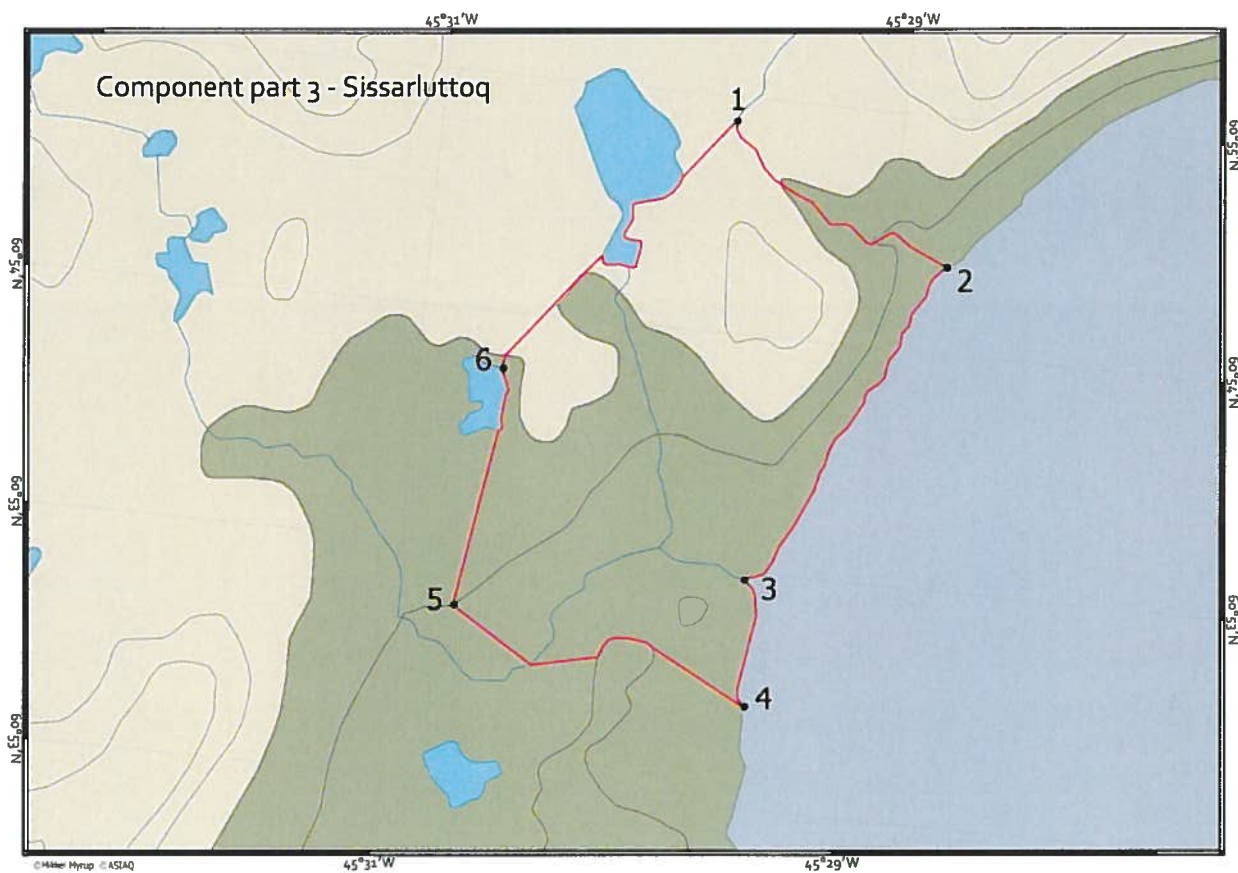 45°31'W
45°29'W
Component part 3 - Sissarluttoq
1
60°55'N
60°54'N
2
6
60°54'N
60°53'N
5
3
60°53'N
4
60°53'N
©Mikkel Myrup ©ASIAQ
45°31'W
45°29'W